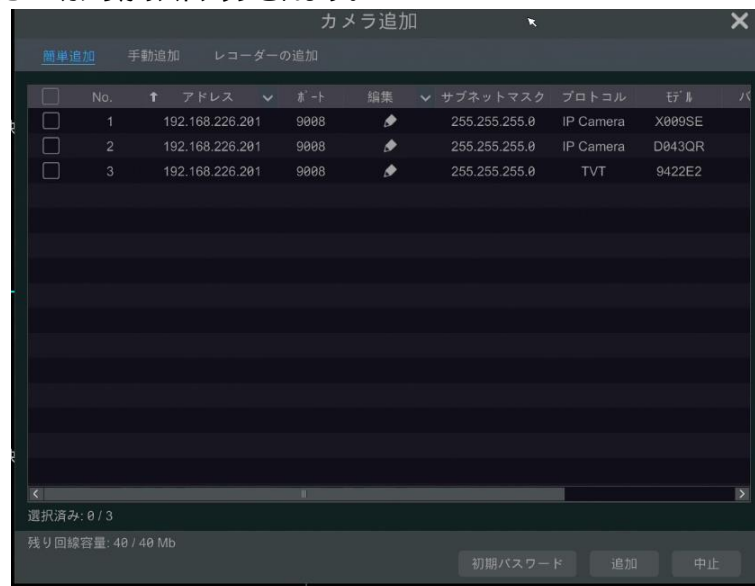 カメラ追加
簡単追加 手動追加 レコーダーの追加
No. ↑ アドレス ポート 編集 サブネットマスク プロトコル モデル
1 192.168.226.201 9008 255.255.255.0 IP Camera X009SE
2 192.168.226.201 9008 255.255.255.0 IP Camera D043QR
3 192.168.226.201 9008 255.255.255.0 TVT 9422E2
選択済み: 0 / 3
残り回線容量: 40 / 40 Mb
初期パスワード 追加 中止